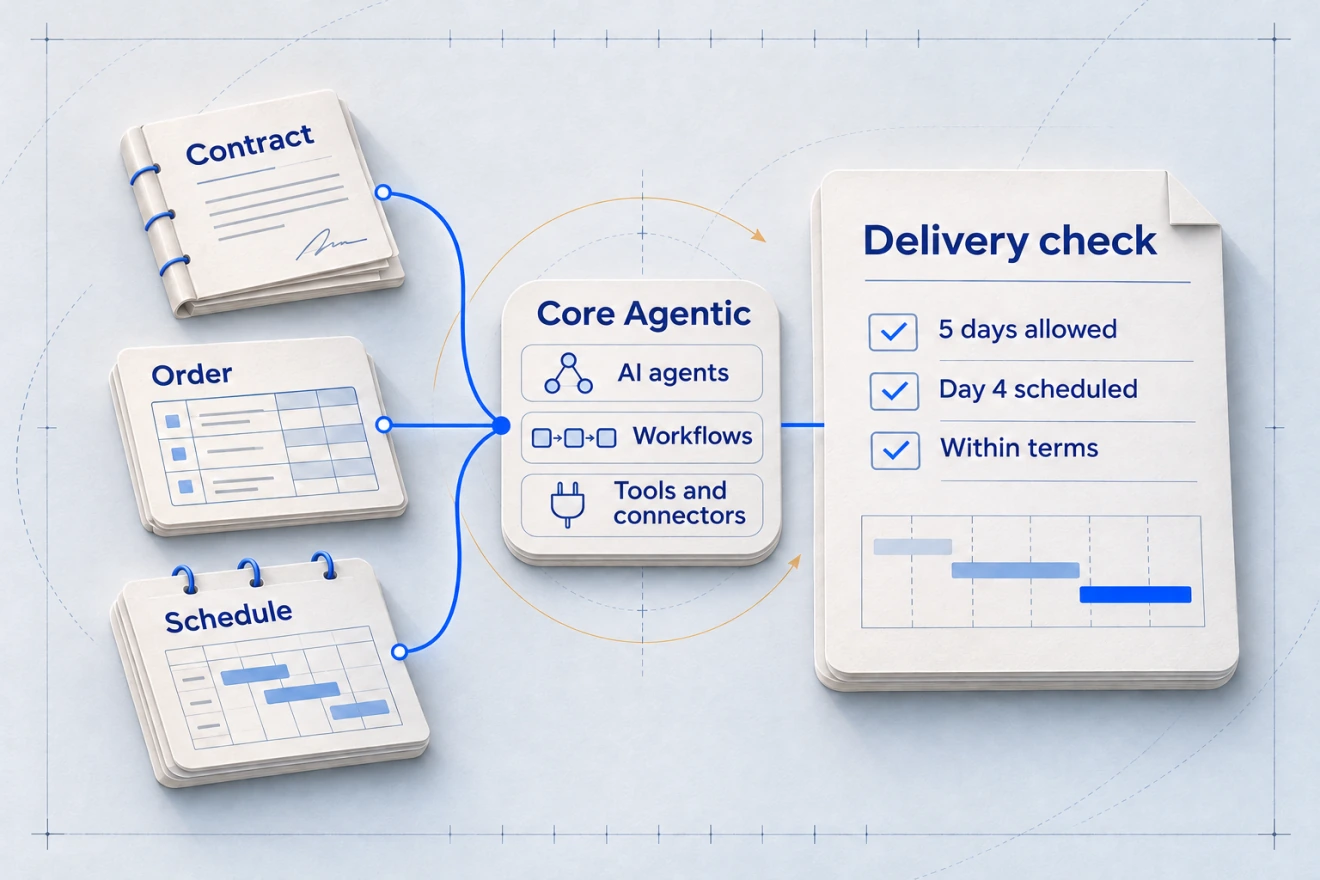 Contract
Order
Schedule
Core Agentic
AI agents
Workflows
Tools and
connectors
Delivery check
5 days allowed
Day 4 scheduled
Within terms